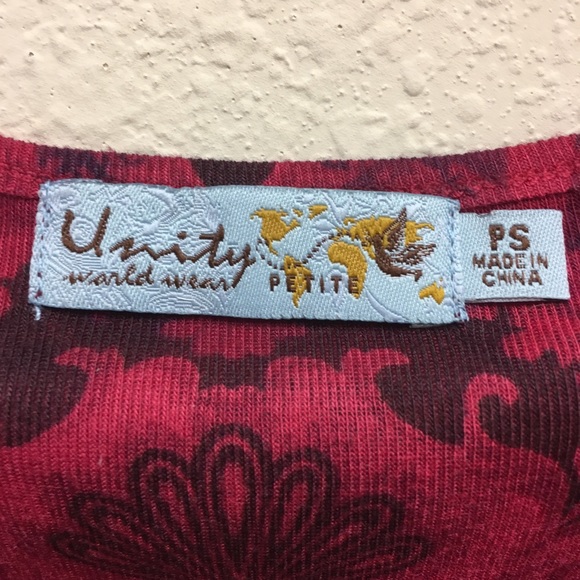 Unity
world wear
PETITE
PS
MADE IN
CHINA